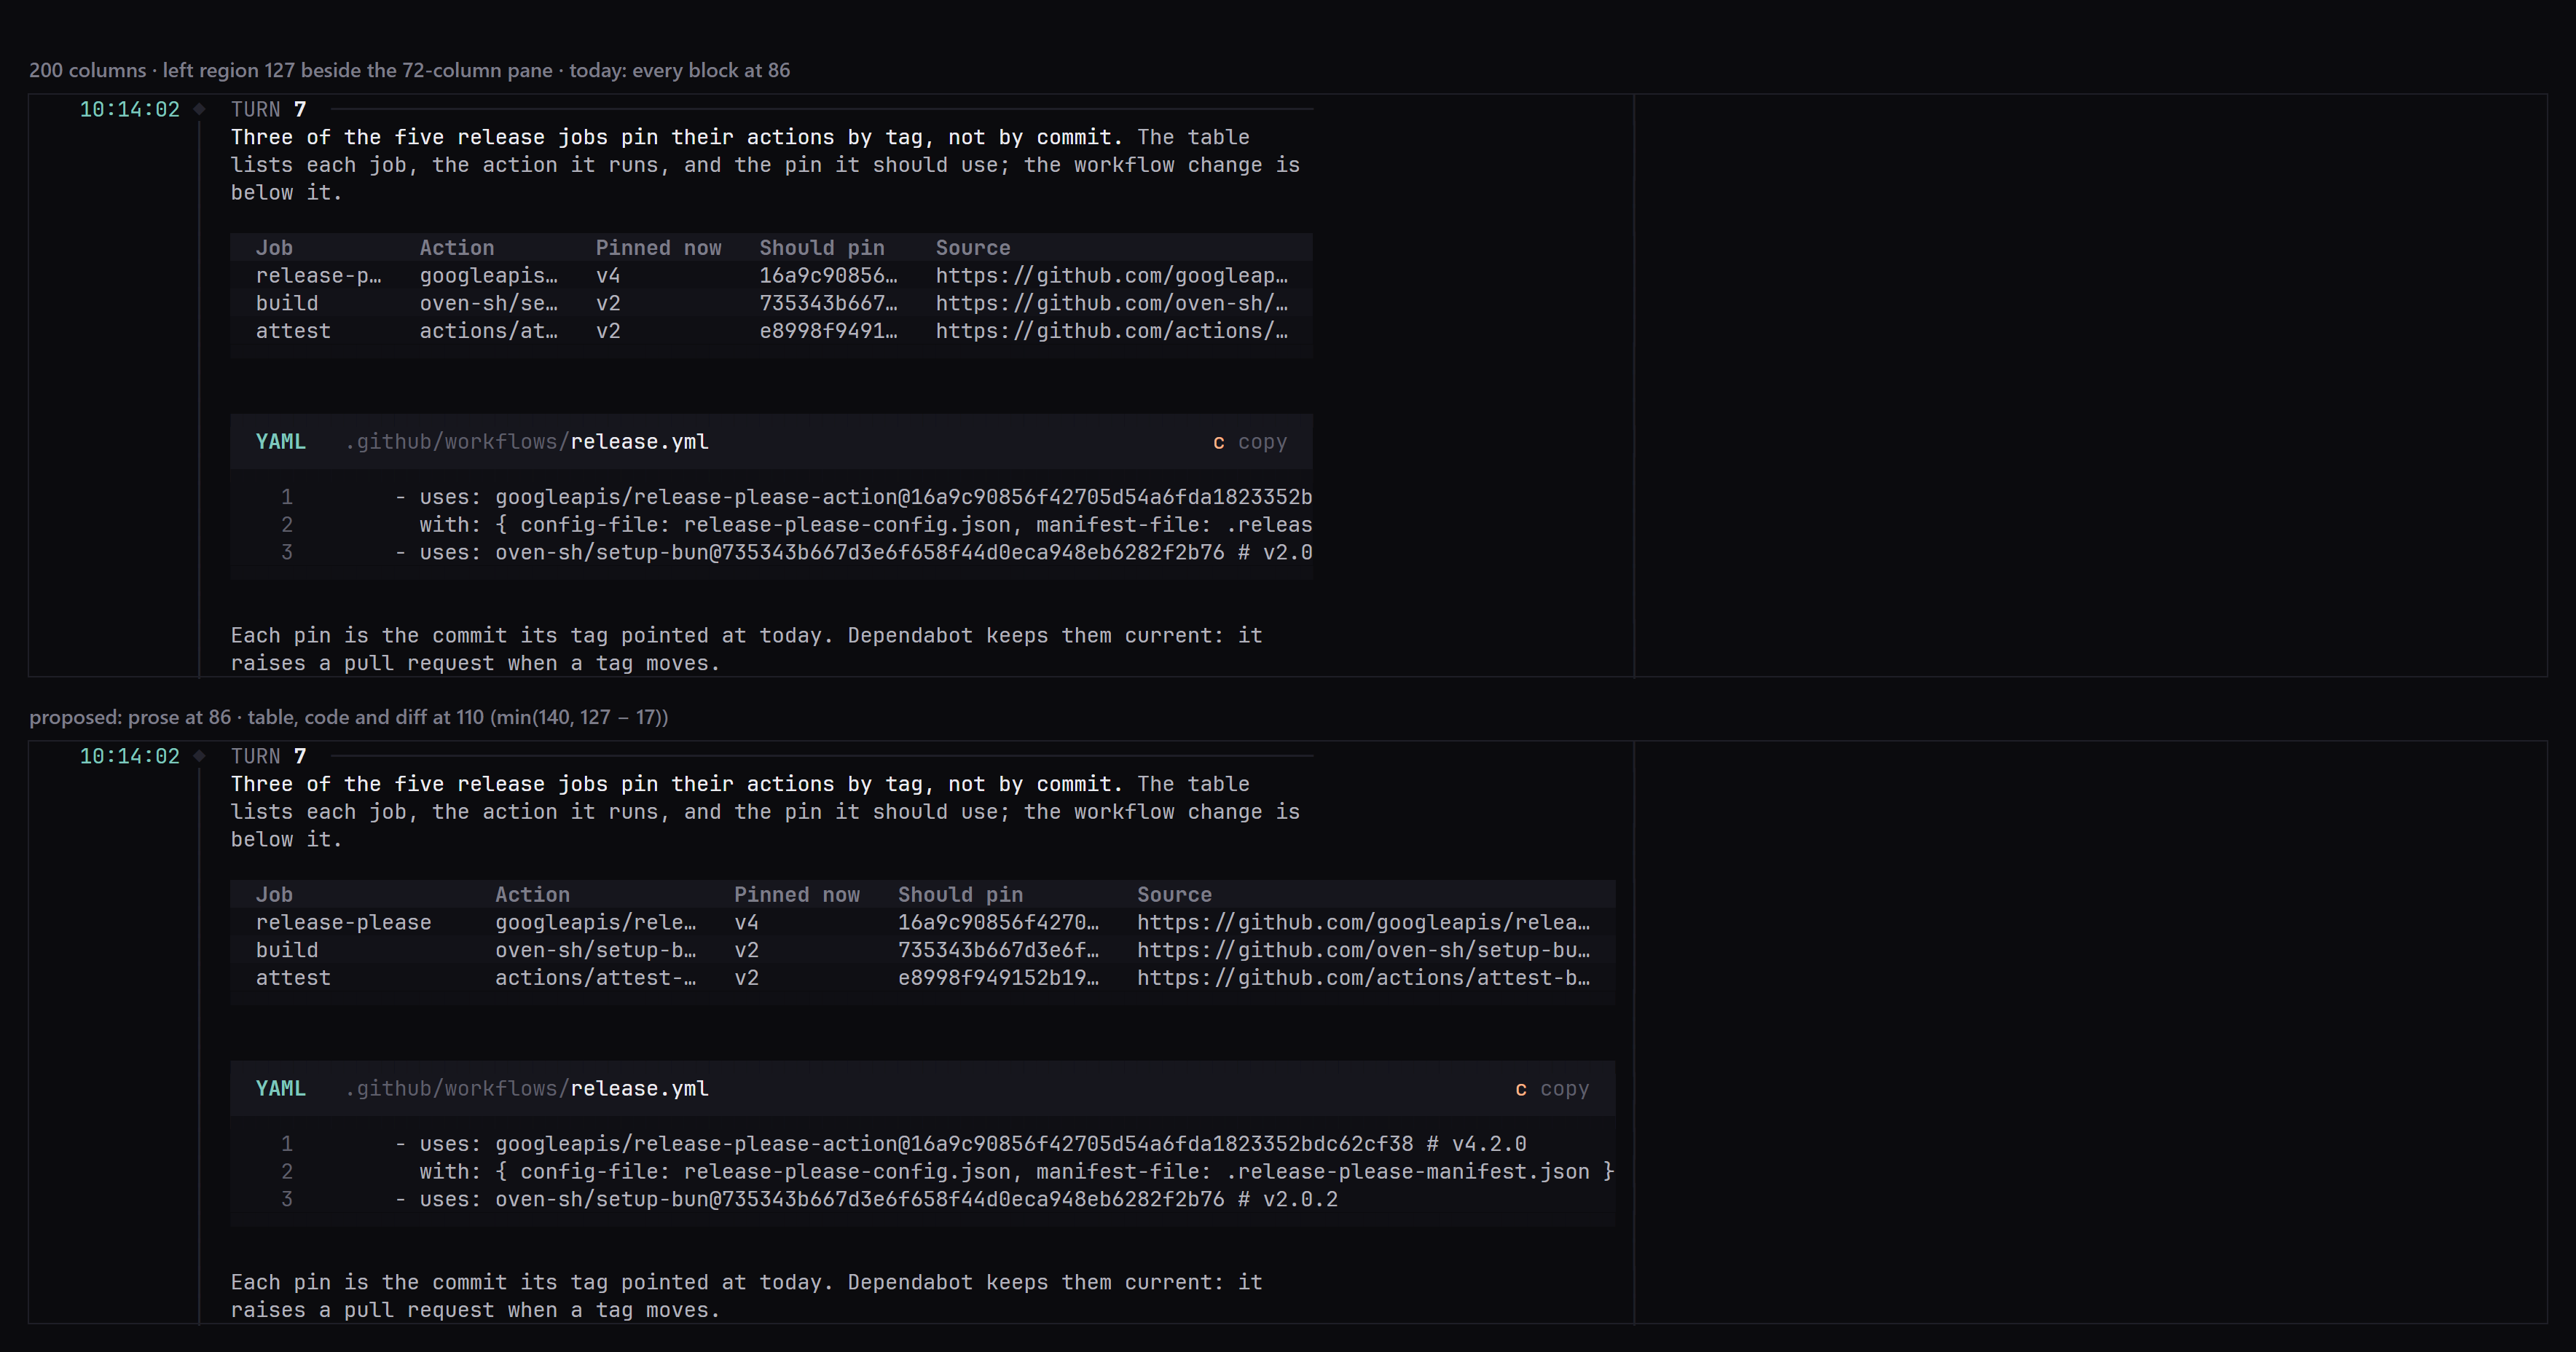 200 columns · left region 127 beside the 72-column pane · today: every block at 86
10:14:02 ◆ TURN 7
Three of the five release jobs pin their actions by tag, not by commit. The table
lists each job, the action it runs, and the pin it should use; the workflow change is
below it.
Job Action Pinned now Should pin Source
release-p… googleapis… v4 16a9c90856… https://github.com/googleap…
build oven-sh/se… v2 735343b667… https://github.com/oven-sh/…
attest actions/at… v2 e8998f9491… https://github.com/actions/…
YAML .github/workflows/release.yml c copy
1 - uses: googleapis/release-please-action@16a9c90856f42705d54a6fda1823352b
2 with: { config-file: release-please-config.json, manifest-file: .releas
3 - uses: oven-sh/setup-bun@735343b667d3e6f658f44d0eca948eb6282f2b76 # v2.0
Each pin is the commit its tag pointed at today. Dependabot keeps them current: it
raises a pull request when a tag moves.
proposed: prose at 86 · table, code and diff at 110 (min(140, 127 − 17))
10:14:02 ◆ TURN 7
Three of the five release jobs pin their actions by tag, not by commit. The table
lists each job, the action it runs, and the pin it should use; the workflow change is
below it.
Job Action Pinned now Should pin Source
release-please googleapis/rele… v4 16a9c90856f4270… https://github.com/googleapis/relea…
build oven-sh/setup-b… v2 735343b667d3e6f… https://github.com/oven-sh/setup-bu…
attest actions/attest-… v2 e8998f949152b19… https://github.com/actions/attest-b…
YAML .github/workflows/release.yml c copy
1 - uses: googleapis/release-please-action@16a9c90856f42705d54a6fda1823352bdc62cf38 # v4.2.0
2 with: { config-file: release-please-config.json, manifest-file: .release-please-manifest.json }
3 - uses: oven-sh/setup-bun@735343b667d3e6f658f44d0eca948eb6282f2b76 # v2.0.2
Each pin is the commit its tag pointed at today. Dependabot keeps them current: it
raises a pull request when a tag moves.